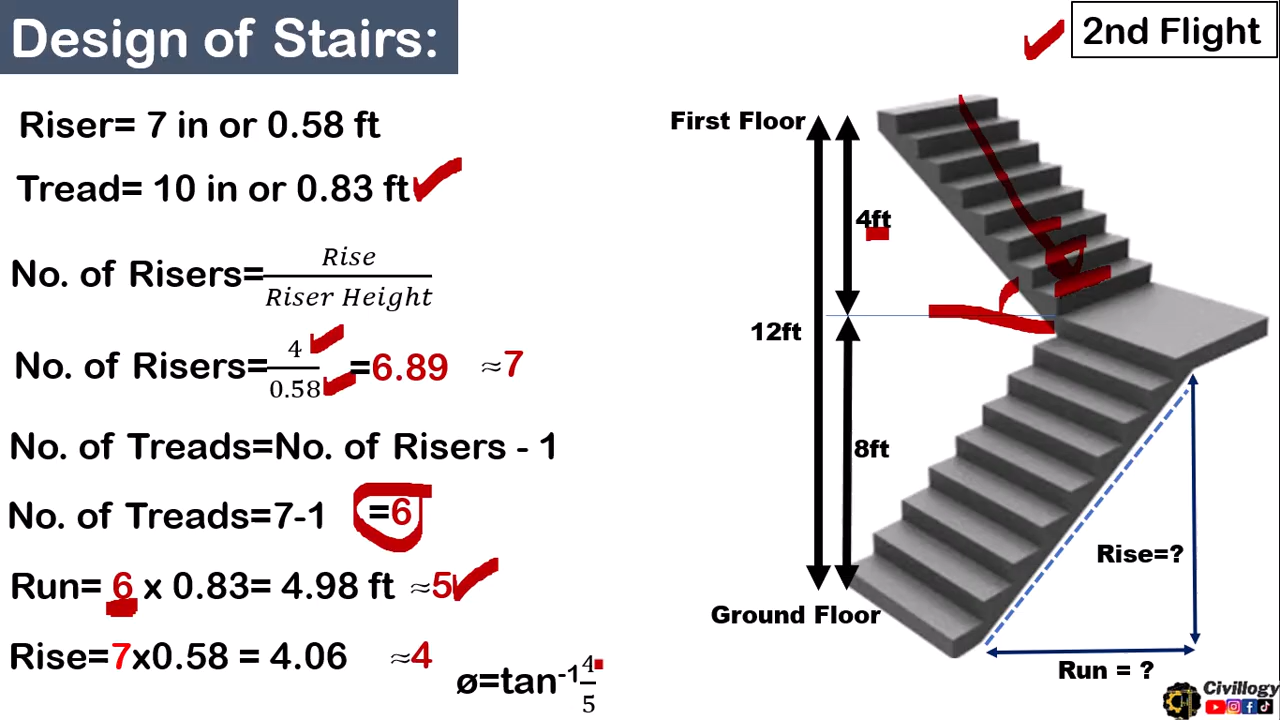 Design of Stairs:
2nd Flight
Riser= 7 in or 0.58 ft
Tread= 10 in or 0.83 ft
No. of Risers= Rise / Riser Height
No. of Risers= 4 / 0.58 =6.89 ≈7
No. of Treads=No. of Risers - 1
No. of Treads=7-1 =6
Run= 6 x 0.83= 4.98 ft ≈5
Rise=7x0.58 = 4.06 ≈4
ø=tan-1 4/5
First Floor
4ft
12ft
8ft
Rise=?
Ground Floor
Run = ?
Civillogy